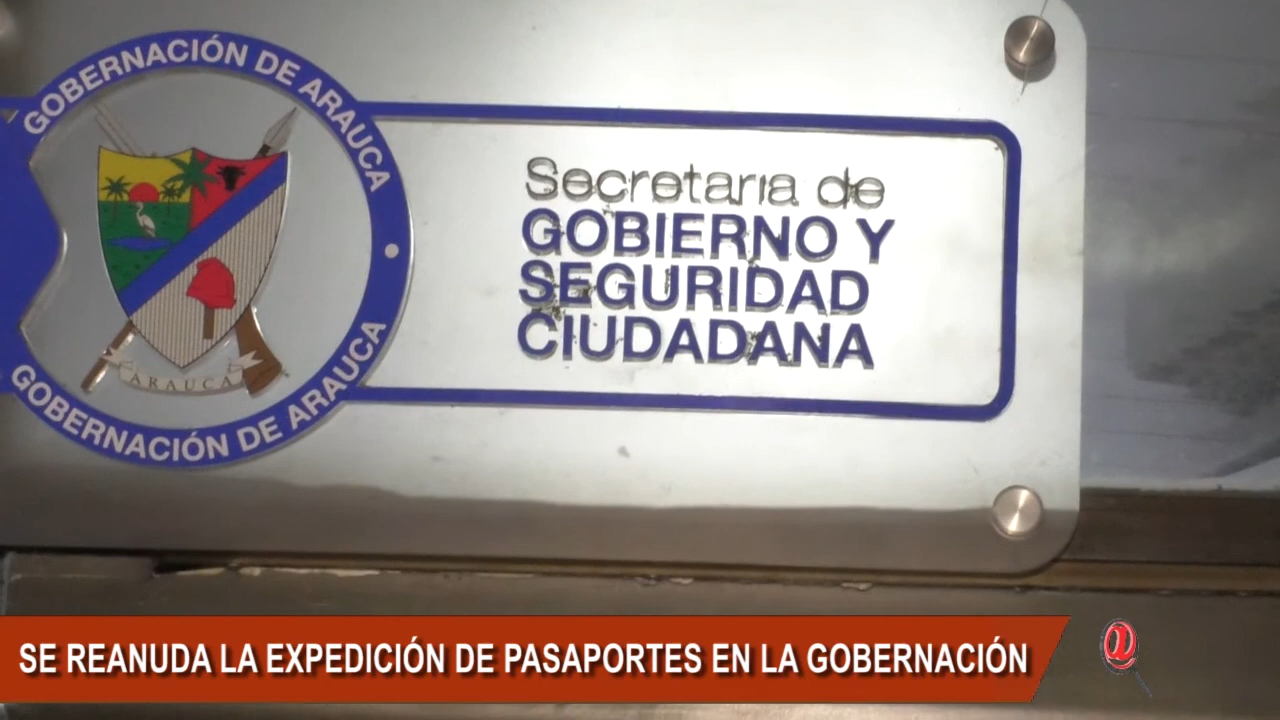 GOBERNACIÓN DE ARAUCA
ARAUCA
GOBERNACIÓN DE ARAUCA
Secretaria de
GOBIERNO Y
SEGURIDAD
CIUDADANA
SE REANUDA LA EXPEDICIÓN DE PASAPORTES EN LA GOBERNACIÓN
@